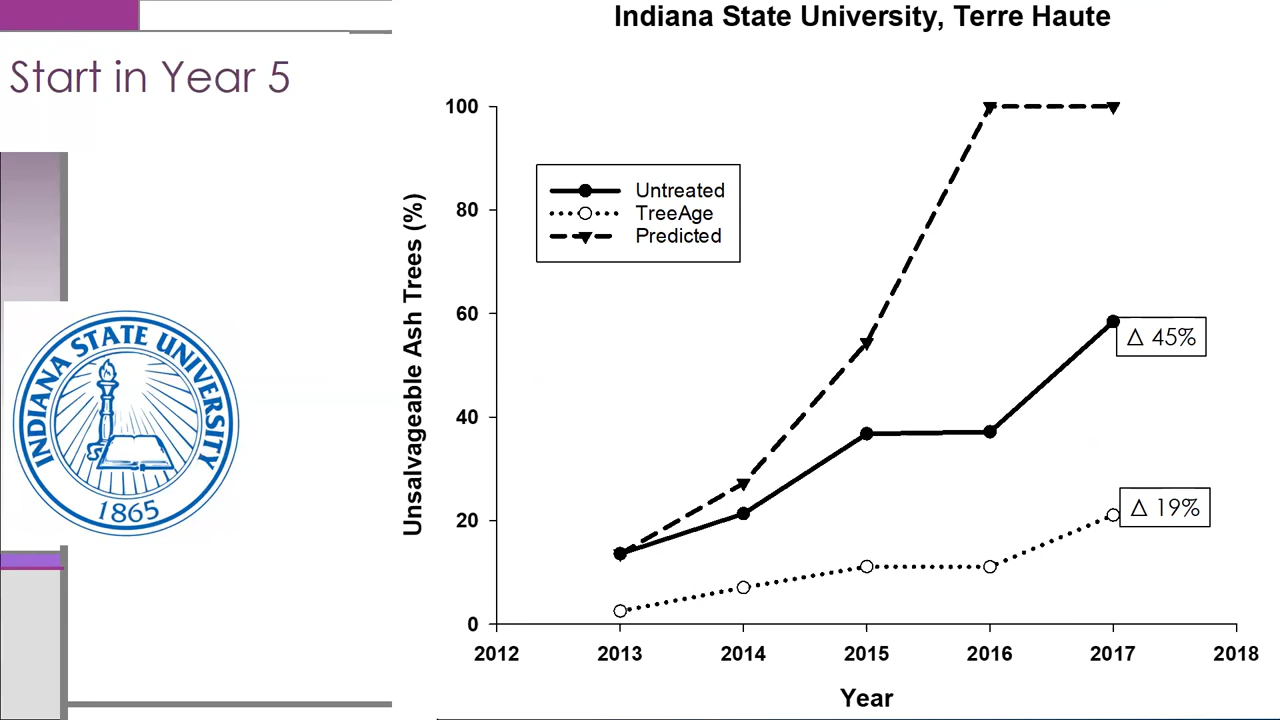 Start in Year 5
INDIANA STATE UNIVERSITY
1865
Indiana State University, Terre Haute
Unsalvageable Ash Trees (%)
100
80
60
40
20
0
Untreated
TreeAge
Predicted
Δ 45%
Δ 19%
2012 2013 2014 2015 2016 2017 2018
Year